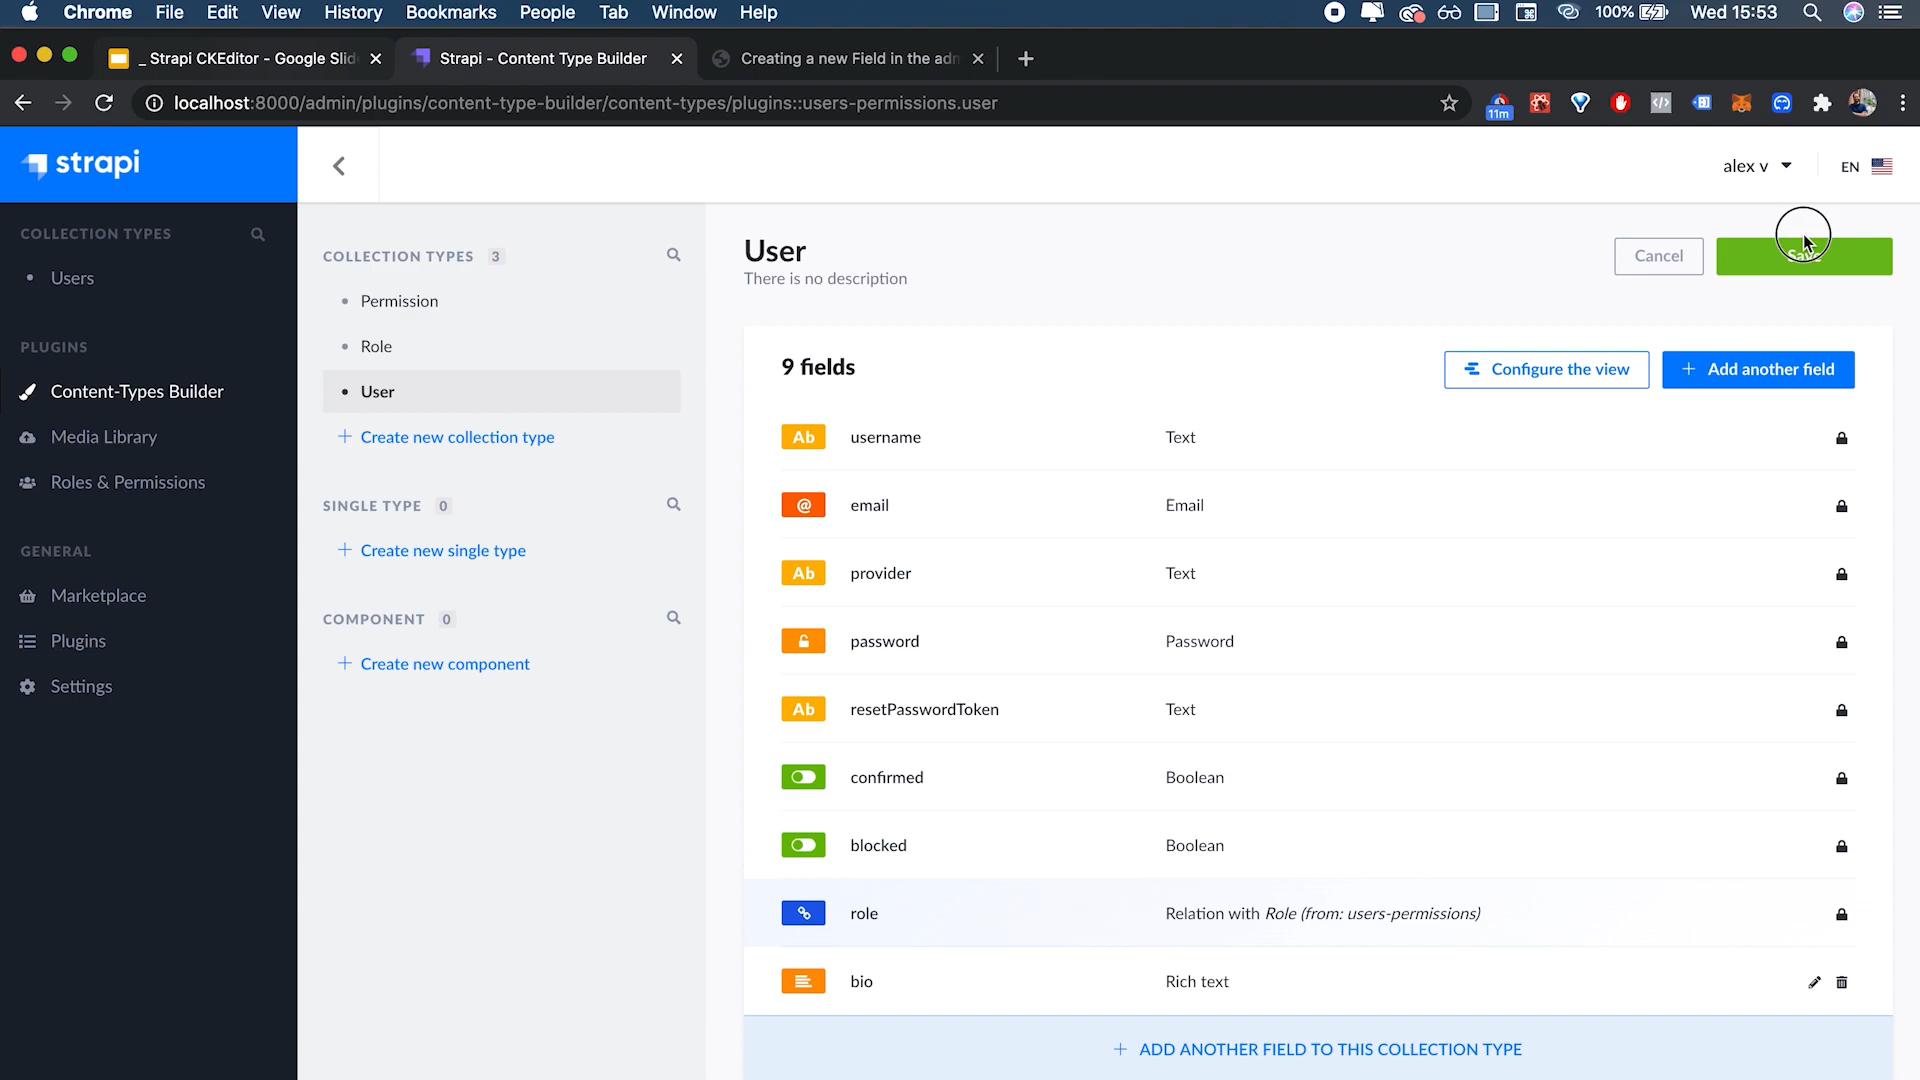 Chrome File Edit View History Bookmarks People Tab Window Help 100% Wed 15:53
_ Strapi CKEditor - Google Slid Strapi - Content Type Builder Creating a new Field in the adm
localhost:8000/admin/plugins/content-type-builder/content-types/plugins::users-permissions.user 11m
strapi alex v EN
COLLECTION TYPES
Users
PLUGINS
Content-Types Builder
Media Library
Roles & Permissions
GENERAL
Marketplace
Plugins
Settings
COLLECTION TYPES 3
Permission
Role
User
Create new collection type
SINGLE TYPE 0
Create new single type
COMPONENT 0
Create new component
User
There is no description
Cancel Save
9 fields
Configure the view
Add another field
Ab username Text
@ email Email
Ab provider Text
password Password
Ab resetPasswordToken Text
confirmed Boolean
blocked Boolean
role Relation with Role (from: users-permissions)
bio Rich text
ADD ANOTHER FIELD TO THIS COLLECTION TYPE